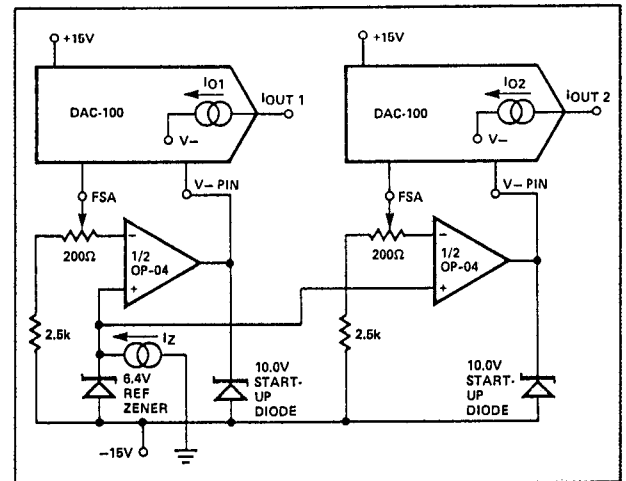 +15V
DAC-100
IO1
IOUT 1
V–
V– PIN
FSA
200Ω
–
1/2
OP-04
+
2.5k
IZ
6.4V
REF
ZENER
10.0V
START-
UP
DIODE
–15V
+15V
DAC-100
IO2
IOUT 2
V–
V– PIN
FSA
200Ω
–
1/2
OP-04
+
2.5k
10.0V
START-
UP
DIODE